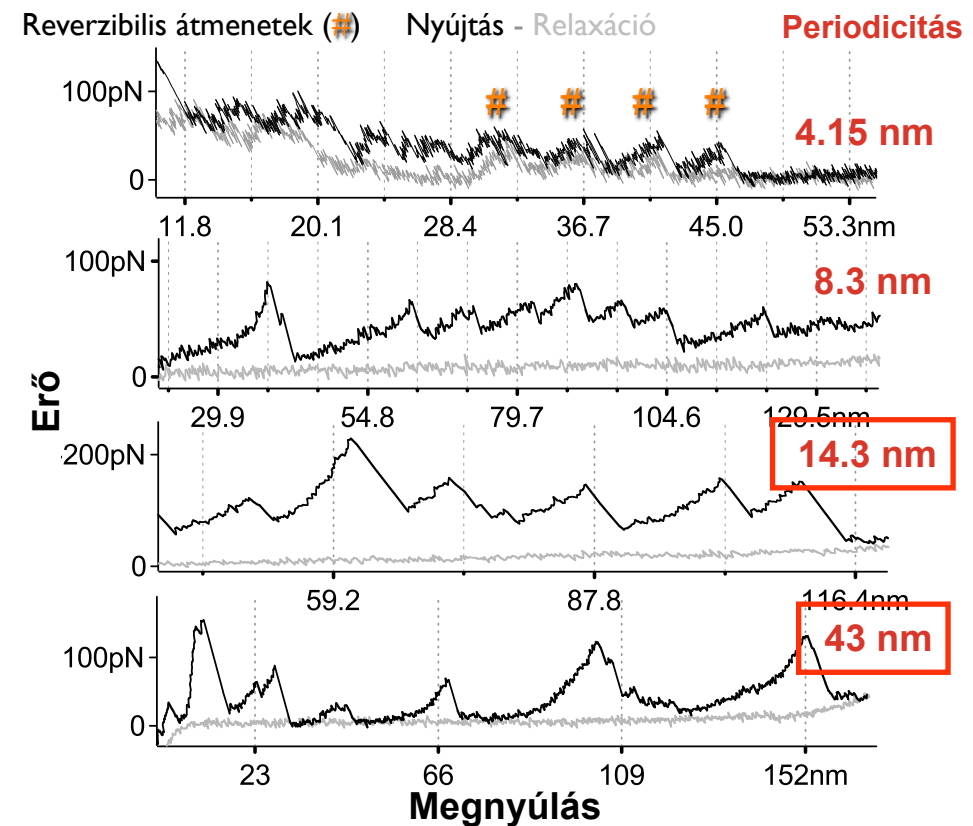 Reverzibilis átmenetek (#) Nyújtás - Relaxáció Periodicitás
# # # #
100pN
4.15 nm
0
11.8 20.1 28.4 36.7 45.0 53.3nm
100pN
8.3 nm
0
29.9 54.8 79.7 104.6 129.5nm
Erő
200pN
14.3 nm
0
59.2 87.8 116.4nm
43 nm
100pN
0
23 66 109 152nm
Megnyúlás